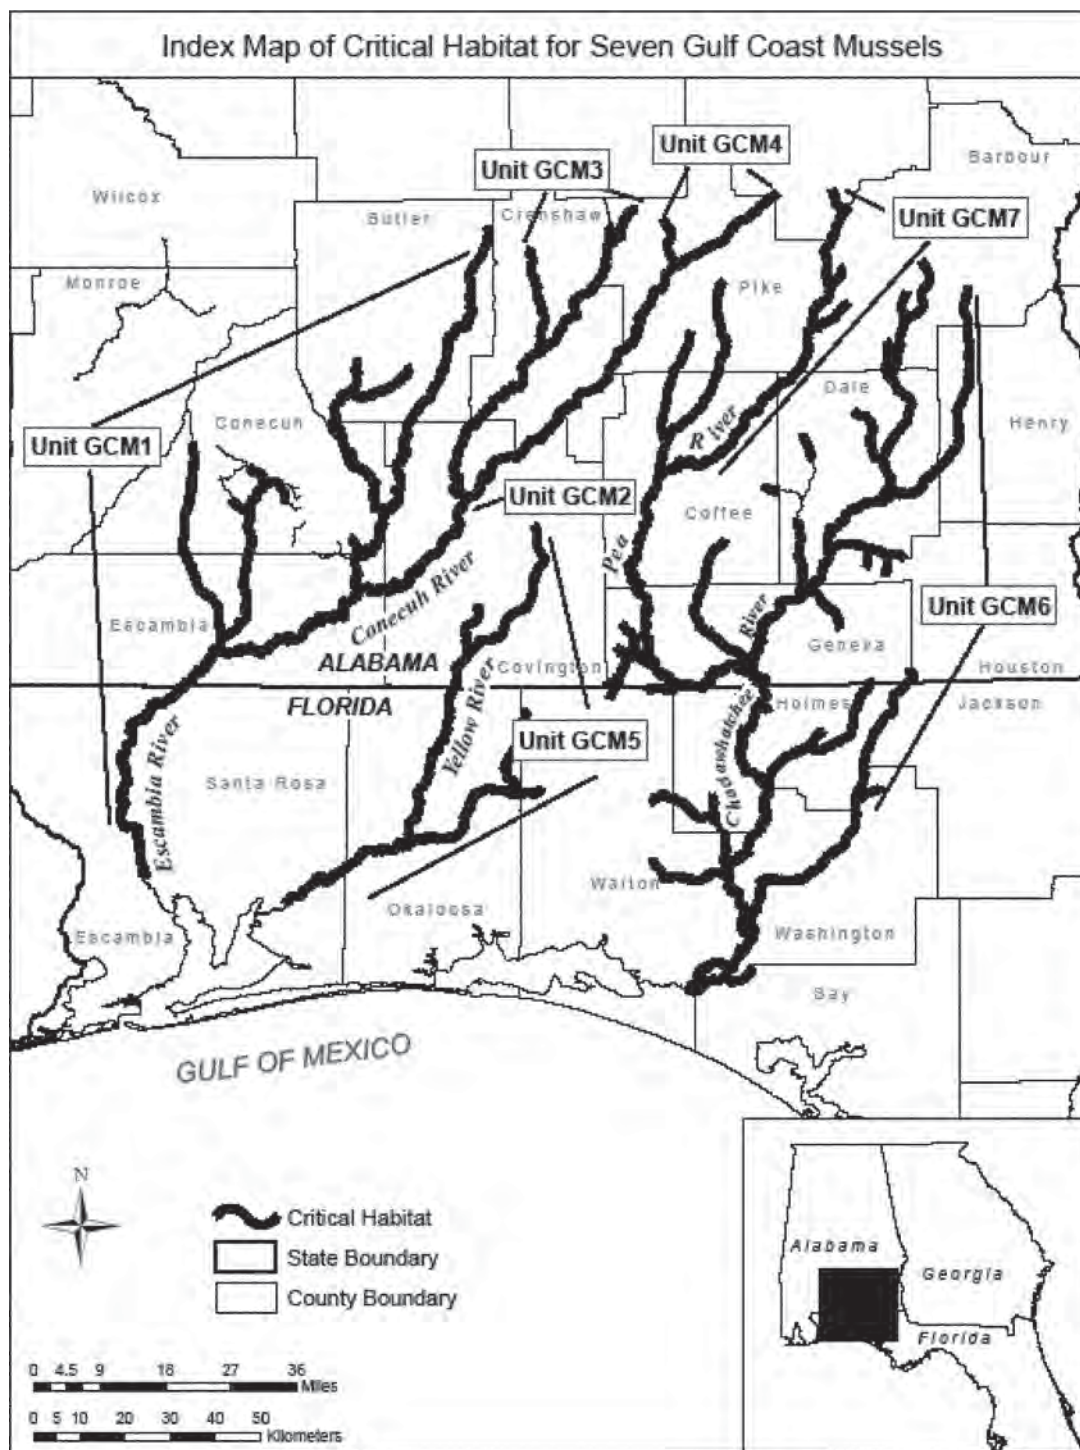 Index Map of Critical Habitat for Seven Gulf Coast Mussels
Unit GCM4
Barbour
Unit GCM3
Wilcox
Butler
Crenshaw
Unit GCM7
Monroe
Pike
Dale
Conecuh
River
Henry
Unit GCM1
Unit GCM2
Coffee
Pea
Conecuh River
River
Unit GCM6
Escambia
ALABAMA
Covington
Geneva
Houston
FLORIDA
Holmes
Jackson
Yellow River
Unit GCM5
Choctawhatchee
Escambia River
Santa Rosa
Walton
Okaloosa
Escambia
Washington
Bay
GULF OF MEXICO
N
Critical Habitat
State Boundary
County Boundary
Alabama
Georgia
Florida
0 4.5 9 18 27 36
Miles
0 5 10 20 30 40 50
Kilometers